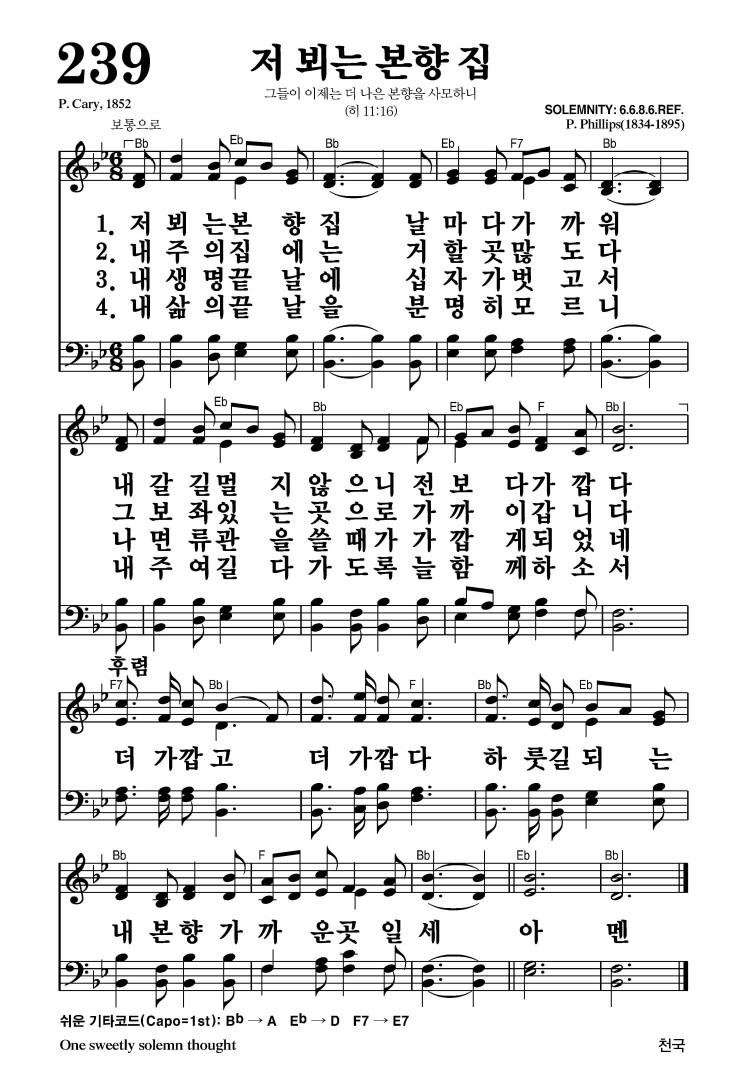 239
저 뵈는 본향 집
그들이 이제는 더 나은 본향을 사모하니
(히 11:16)
P. Cary, 1852
SOLEMNITY: 6.6.8.6.REF.
P. Phillips(1834-1895)
보통으로
Bb Eb Bb Eb F7 Bb
1. 저 뵈 는본 향 집 날 마 다가 까 워
2. 내 주 의집 에 는 거 할 곳많 도 다
3. 내 생 명끝 날 에 십 자 가벗 고 서
4. 내 삶 의끝 날 을 분 명 히모 르 니
Eb Bb Eb F Bb
내 갈 길멀 지 않 으니 전 보 다가 깝 다
그 보 좌있 는 곳 으로 가 까 이갑 니 다
나 면 류관 을 쓸 때가 가 깝 게되 었 네
내 주 여길 다 가 도록 늘 함 께하 소 서
후렴
F7 Bb F Bb Eb
더 가깝 고 더 가깝 다 하 룻길 되 는
Bb F Bb Eb Bb
내 본 향 가 까 운곳 일 세 아 멘
쉬운 기타코드(Capo=1st): Bb → A Eb → D F7 → E7
One sweetly solemn thought
천국